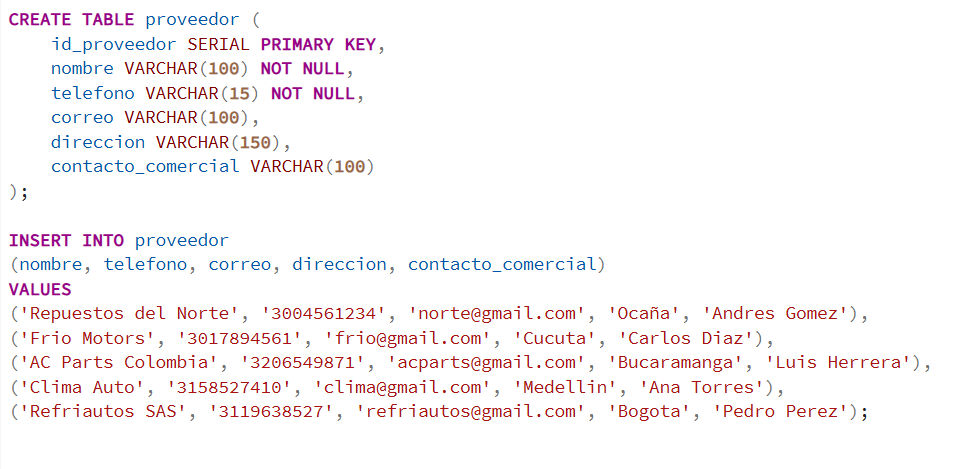 CREATE TABLE proveedor (
    id_proveedor SERIAL PRIMARY KEY,
    nombre VARCHAR(100) NOT NULL,
    telefono VARCHAR(15) NOT NULL,
    correo VARCHAR(100),
    direccion VARCHAR(150),
    contacto_comercial VARCHAR(100)
);

INSERT INTO proveedor
(nombre, telefono, correo, direccion, contacto_comercial)
VALUES
('Repuestos del Norte', '3004561234', 'norte@gmail.com', 'Ocaña', 'Andres Gomez'),
('Frio Motors', '3017894561', 'frio@gmail.com', 'Cucuta', 'Carlos Diaz'),
('AC Parts Colombia', '3206549871', 'acparts@gmail.com', 'Bucaramanga', 'Luis Herrera'),
('Clima Auto', '3158527410', 'clima@gmail.com', 'Medellin', 'Ana Torres'),
('Refriautos SAS', '3119638527', 'refriautos@gmail.com', 'Bogota', 'Pedro Perez');